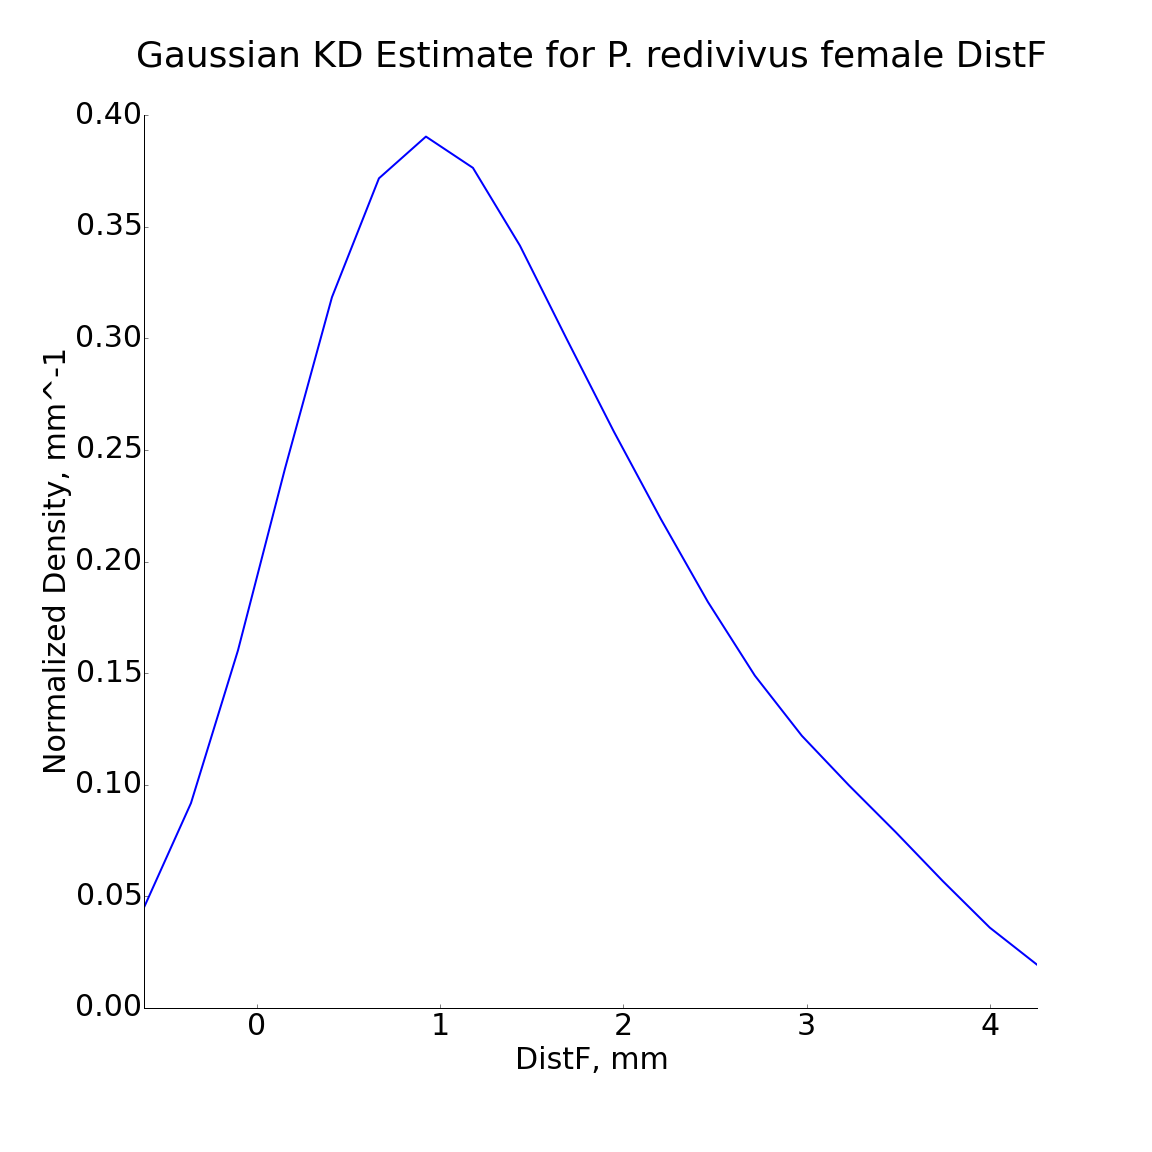 Gaussian KD Estimate for P. redivivus female DistF
0.40
0.35
0.30
0.25
0.20
0.15
0.10
0.05
0.00
Normalized Density, mm^-1
0 1 2 3 4
DistF, mm